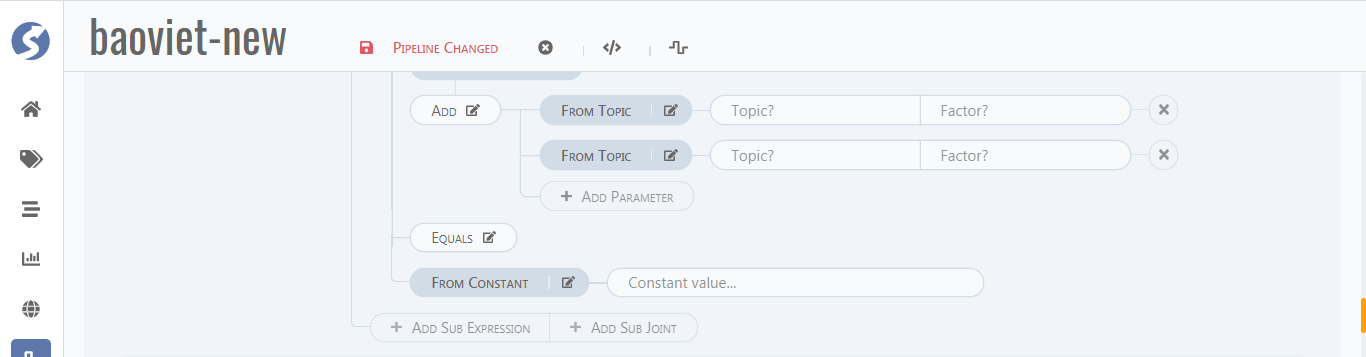 baoviet-new
Pipeline Changed
Add From Topic Topic? Factor?
From Topic Topic? Factor?
Add Parameter
Equals
From Constant Constant value...
Add Sub Expression Add Sub Joint